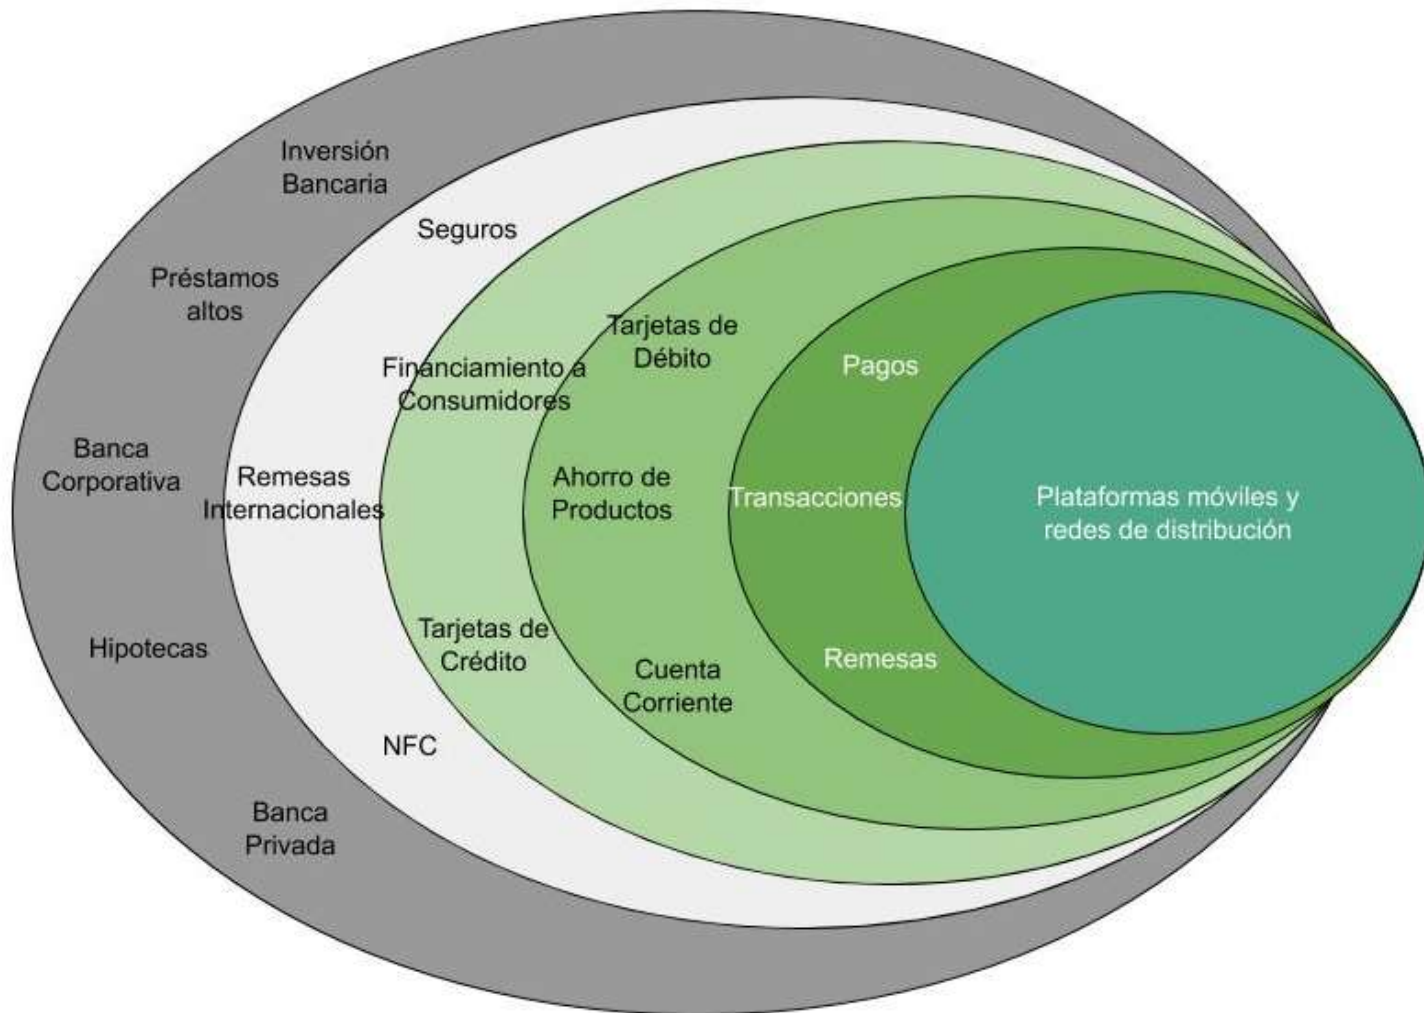 Inversión
Bancaria
Préstamos
altos
Banca
Corporativa
Hipotecas
Banca
Privada
Seguros
Remesas
Internacionales
NFC
Financiamiento a
Consumidores
Tarjetas de
Crédito
Tarjetas de
Débito
Ahorro de
Productos
Cuenta
Corriente
Pagos
Transacciones
Remesas
Plataformas móviles y
redes de distribución